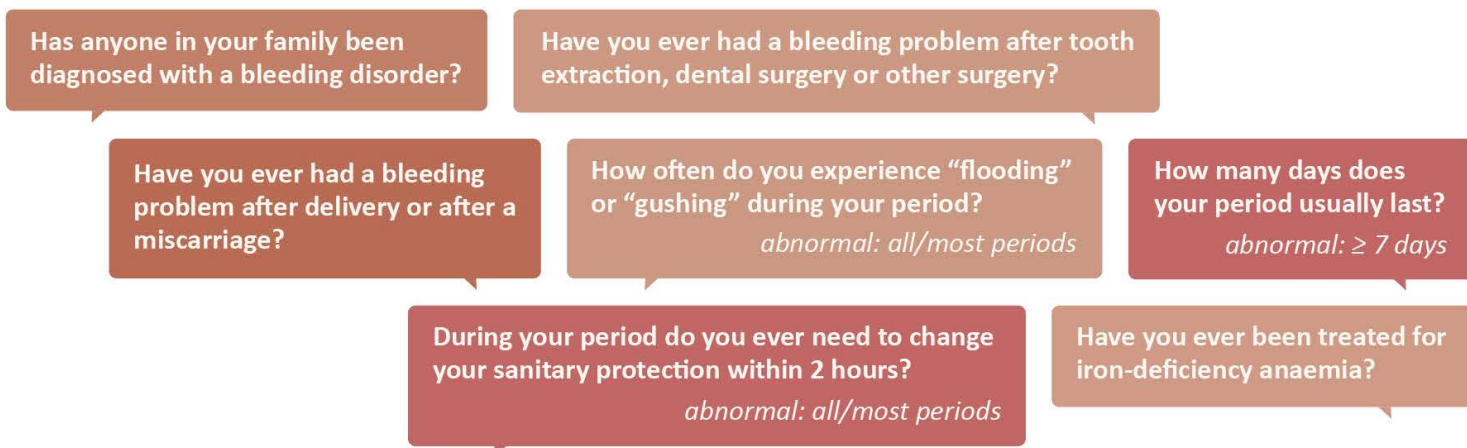 Has anyone in your family been
diagnosed with a bleeding disorder?
Have you ever had a bleeding problem after tooth
extraction, dental surgery or other surgery?
Have you ever had a bleeding
problem after delivery or after a
miscarriage?
How often do you experience “flooding”
or “gushing” during your period?
abnormal: all/most periods
How many days does
your period usually last?
abnormal: ≥ 7 days
During your period do you ever need to change
your sanitary protection within 2 hours?
abnormal: all/most periods
Have you ever been treated for
iron-deficiency anaemia?